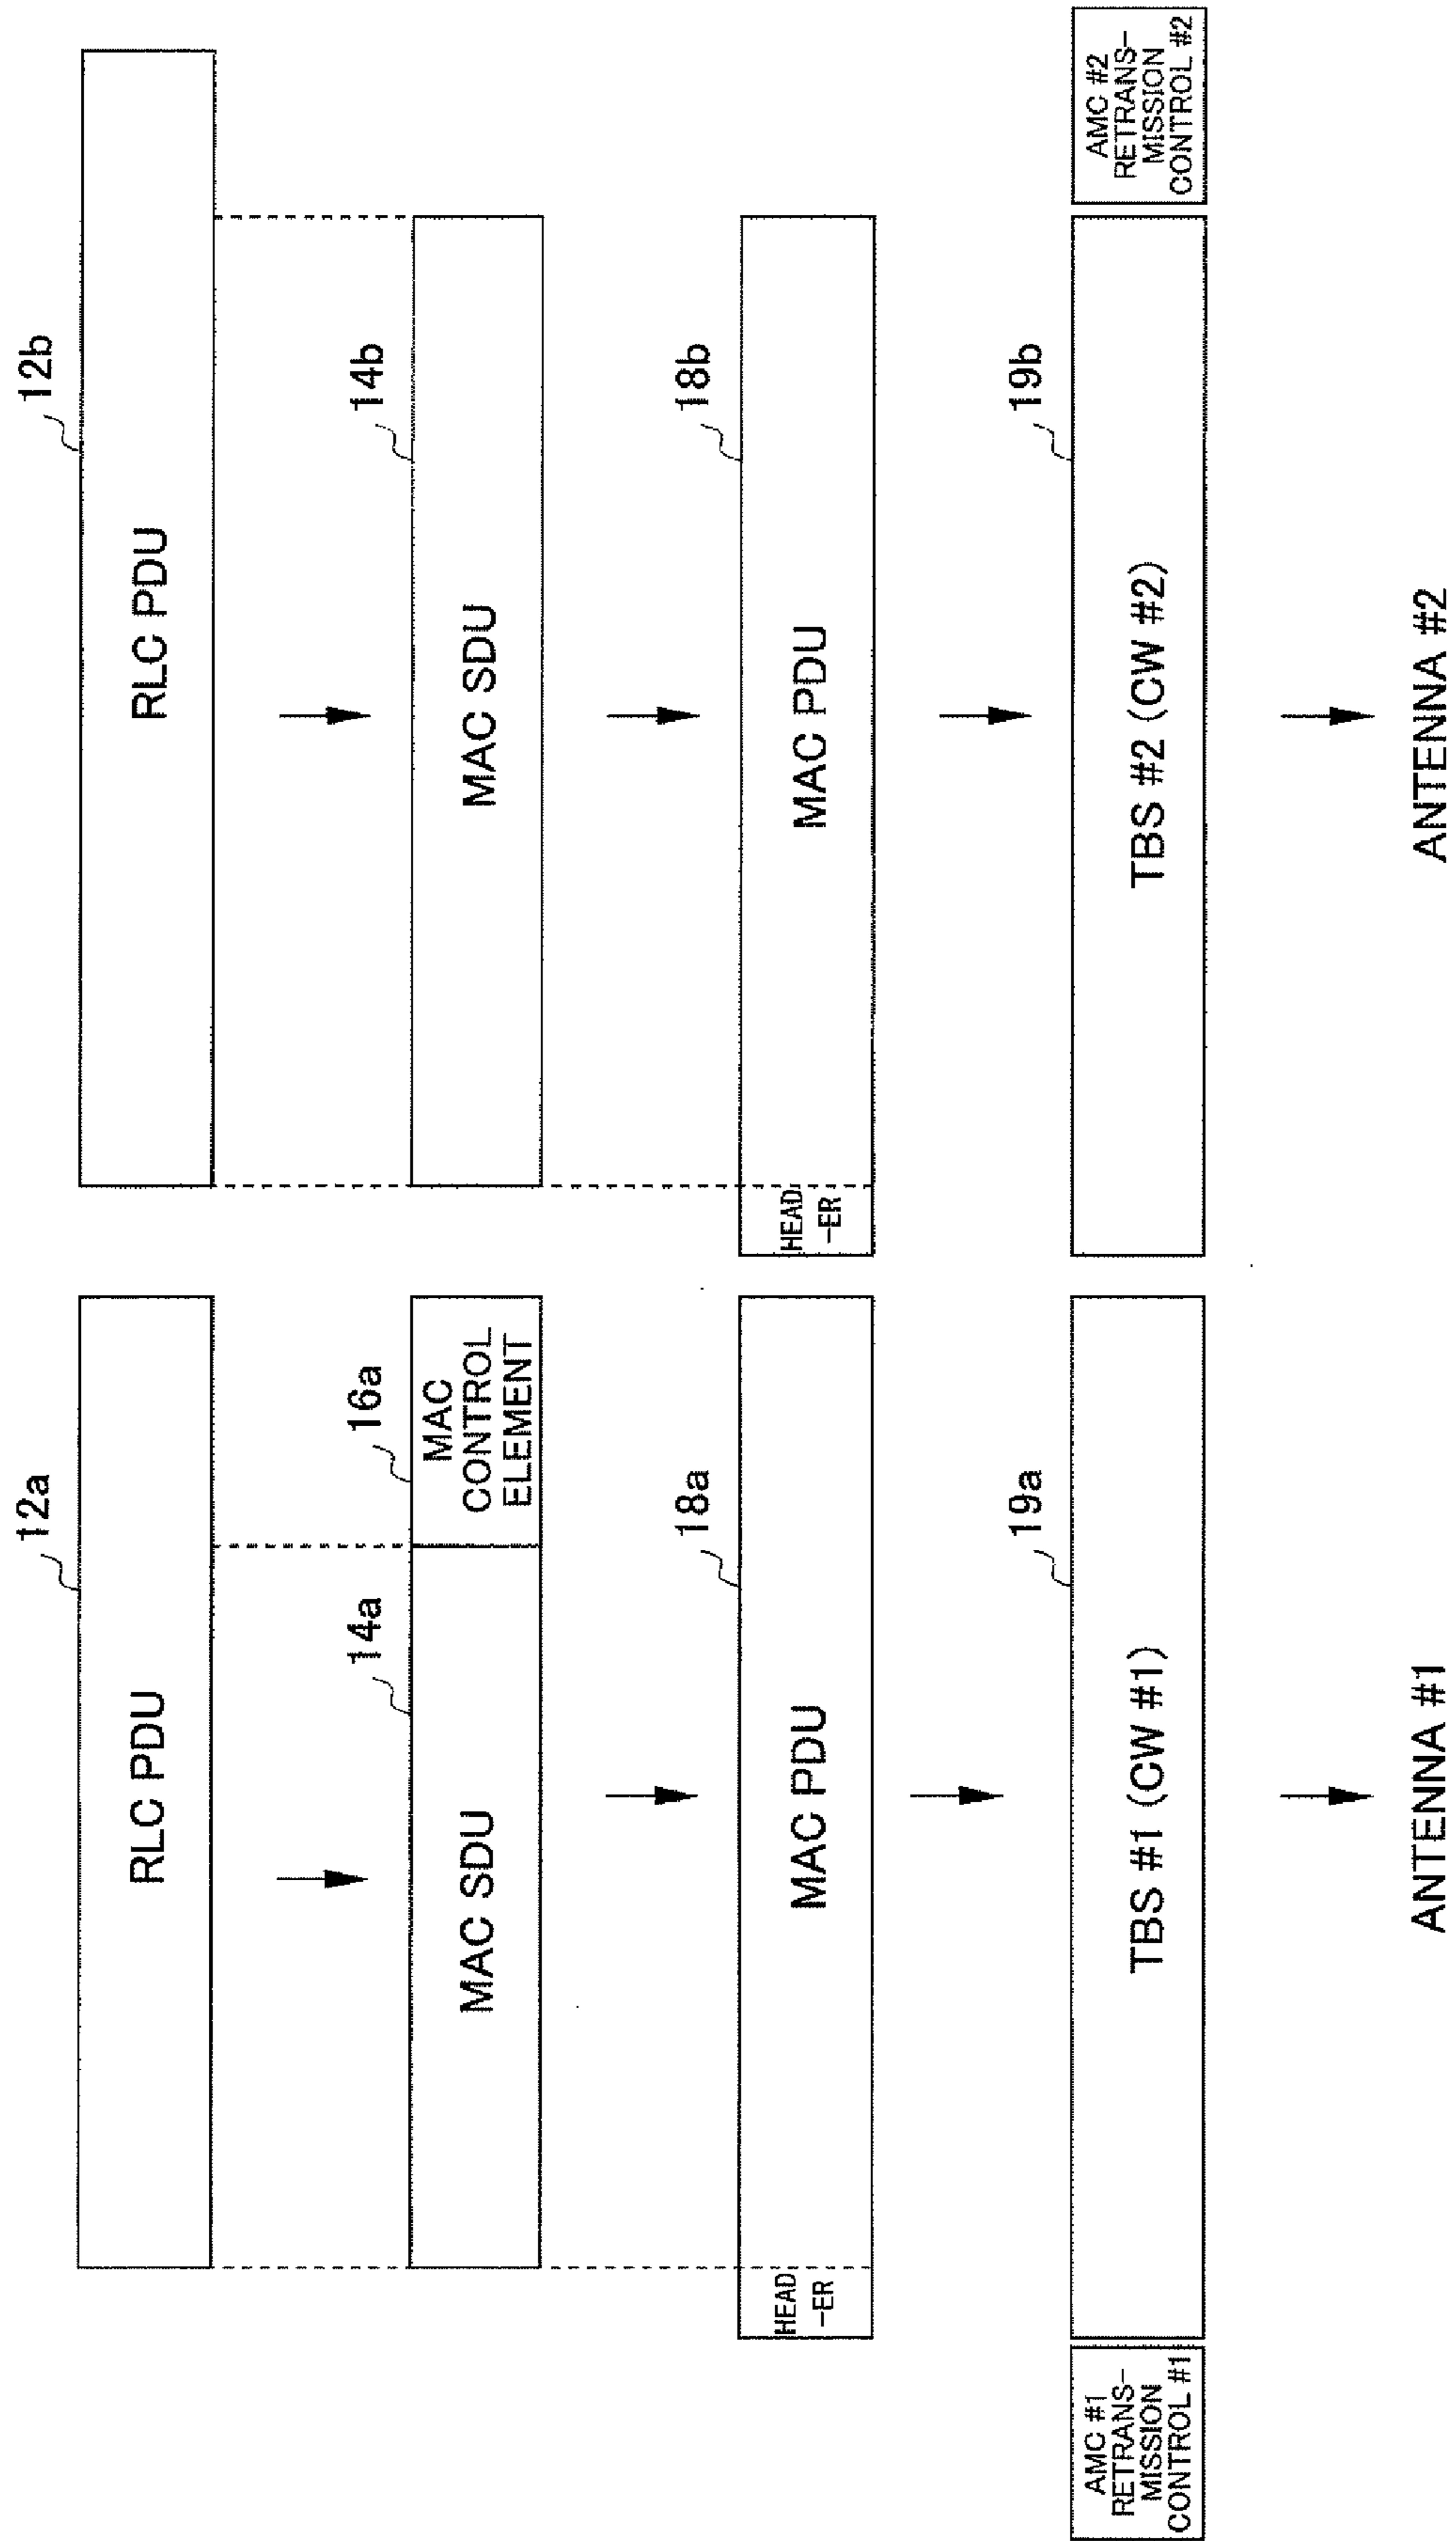 12a
RLC PDU
12b
RLC PDU
14a
MAC SDU
16a
MAC
CONTROL
ELEMENT
14b
MAC SDU
18a
HEAD
-ER
MAC PDU
18b
HEAD
-ER
MAC PDU
AMC #1
RETRANS-
MISSION
CONTROL #1
19a
TBS #1 (CW #1)
19b
TBS #2 (CW #2)
AMC #2
RETRANS-
MISSION
CONTROL #2
ANTENNA #1
ANTENNA #2